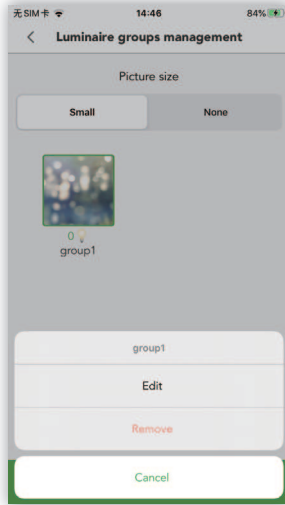 无SIM卡 14:46 84%
Luminaire groups management
Picture size
Small None
0
group1
group1
Edit
Remove
Cancel